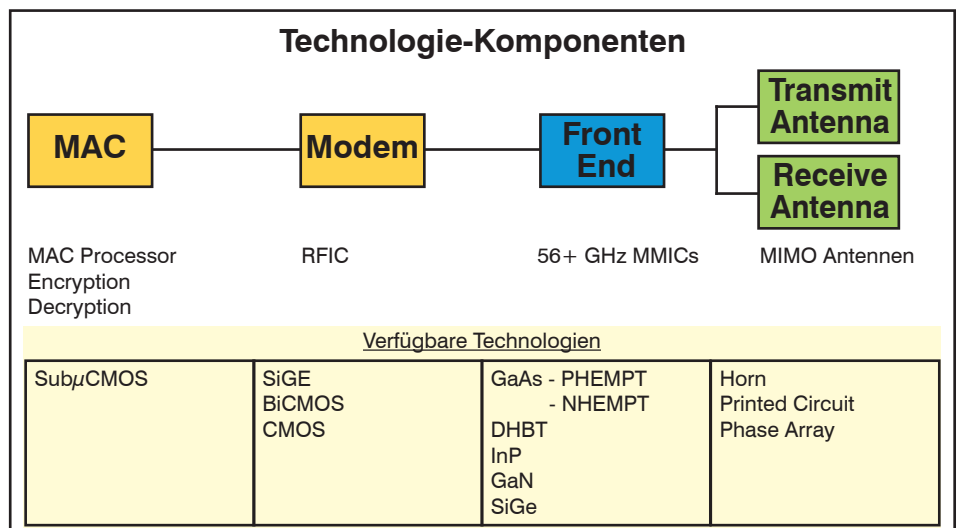 Technologie-Komponenten
MAC
Modem
Front
End
Transmit
Antenna
Receive
Antenna
MAC Processor
Encryption
Decryption
RFIC
56+ GHz MMICs
MIMO Antennen
Verfügbare Technologien
SubµCMOS
SiGE
BiCMOS
CMOS
GaAs - PHEMPT
- NHEMPT
DHBT
InP
GaN
SiGe
Horn
Printed Circuit
Phase Array